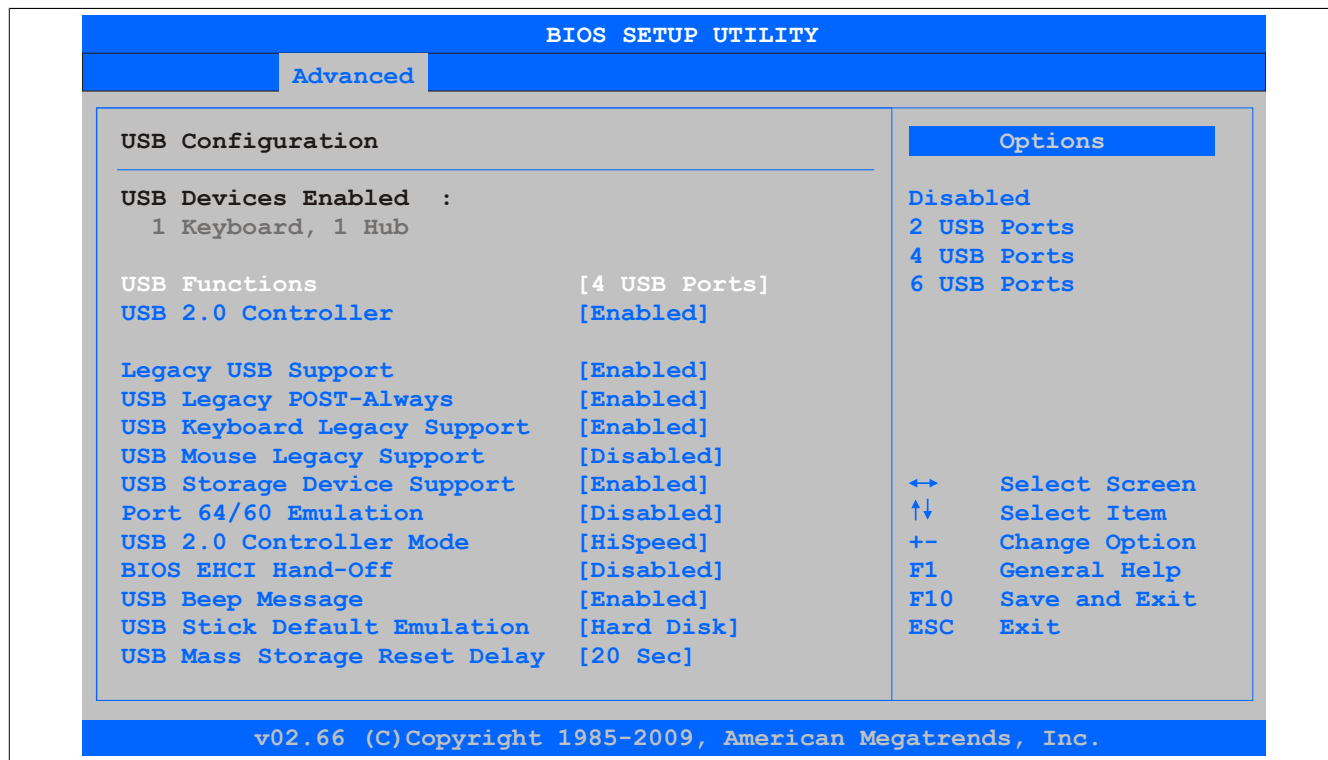 BIOS SETUP UTILITY
Advanced
USB Configuration
USB Devices Enabled :
1 Keyboard, 1 Hub
USB Functions [4 USB Ports]
USB 2.0 Controller [Enabled]
Legacy USB Support [Enabled]
USB Legacy POST-Always [Enabled]
USB Keyboard Legacy Support [Enabled]
USB Mouse Legacy Support [Disabled]
USB Storage Device Support [Enabled]
Port 64/60 Emulation [Disabled]
USB 2.0 Controller Mode [HiSpeed]
BIOS EHCI Hand-Off [Disabled]
USB Beep Message [Enabled]
USB Stick Default Emulation [Hard Disk]
USB Mass Storage Reset Delay [20 Sec]
Options
Disabled
2 USB Ports
4 USB Ports
6 USB Ports
↔ Select Screen
↑↓ Select Item
+- Change Option
F1 General Help
F10 Save and Exit
ESC Exit
v02.66 (C)Copyright 1985-2009, American Megatrends, Inc.